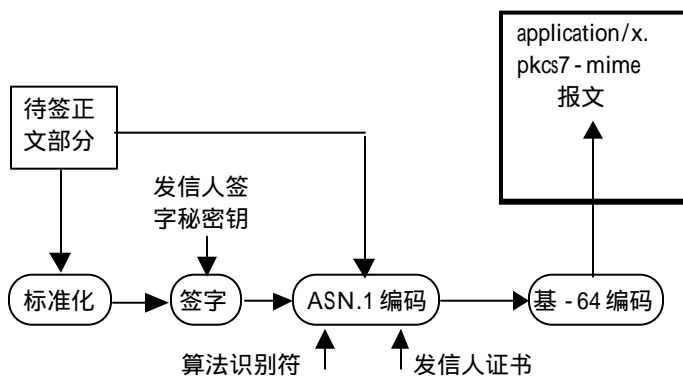 application/x.
pkcs7 - mime
报文
待签正
文部分
发信人签
字秘密钥
标准化
签字
ASN.1 编码
基 - 64 编码
算法识别符
发信人证书